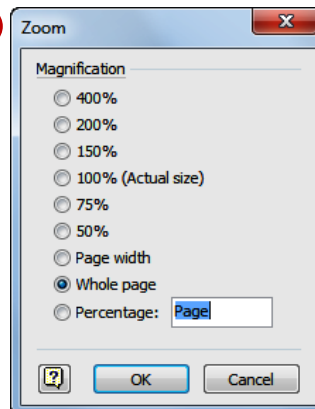 Zoom
Magnification
400%
200%
150%
100% (Actual size)
75%
50%
Page width
Whole page
Percentage: Page
OK Cancel